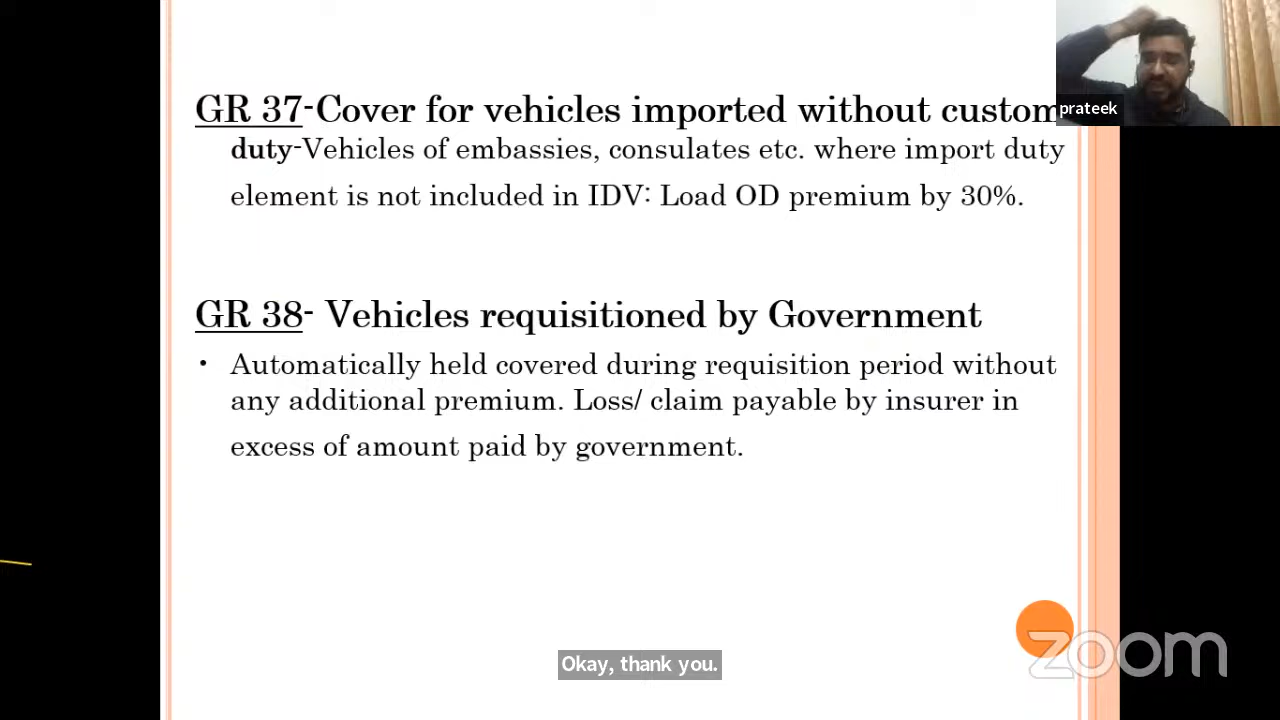 GR 37-Cover for vehicles imported without custom
duty-Vehicles of embassies, consulates etc. where import duty
element is not included in IDV: Load OD premium by 30%.
GR 38- Vehicles requisitioned by Government
• Automatically held covered during requisition period without
any additional premium. Loss/ claim payable by insurer in
excess of amount paid by government.
prateek
Okay, thank you.
zoom